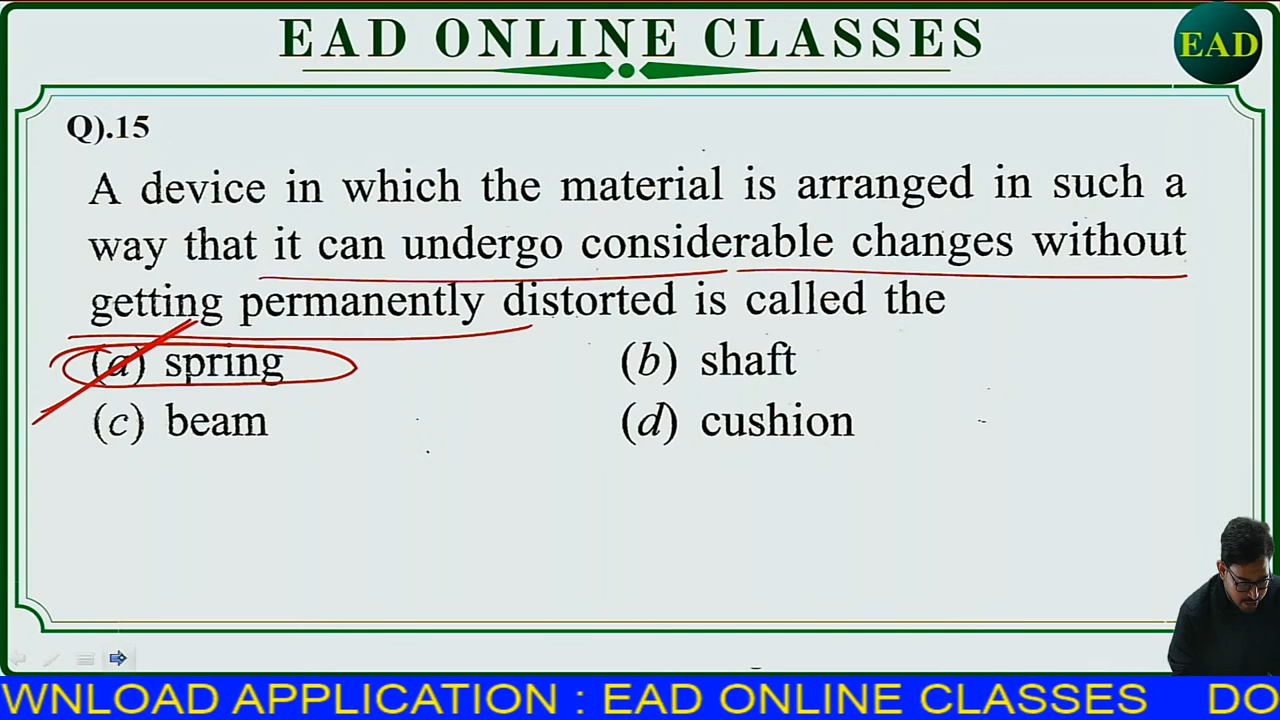 EAD ONLINE CLASSES
EAD
Q).15
A device in which the material is arranged in such a
way that it can undergo considerable changes without
getting permanently distorted is called the
(a) spring
(b) shaft
(c) beam
(d) cushion
WNLOAD APPLICATION : EAD ONLINE CLASSES DO